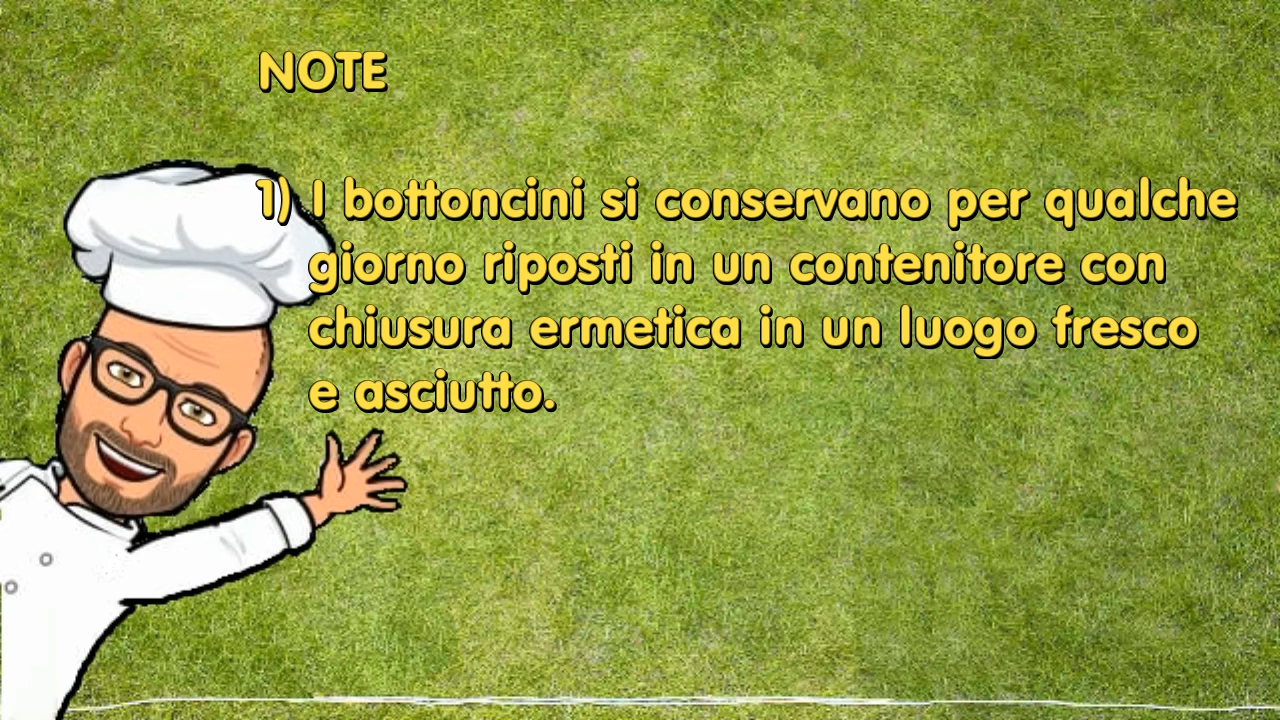 NOTE
1) I bottoncini si conservano per qualche
giorno riposti in un contenitore con
chiusura ermetica in un luogo fresco
e asciutto.